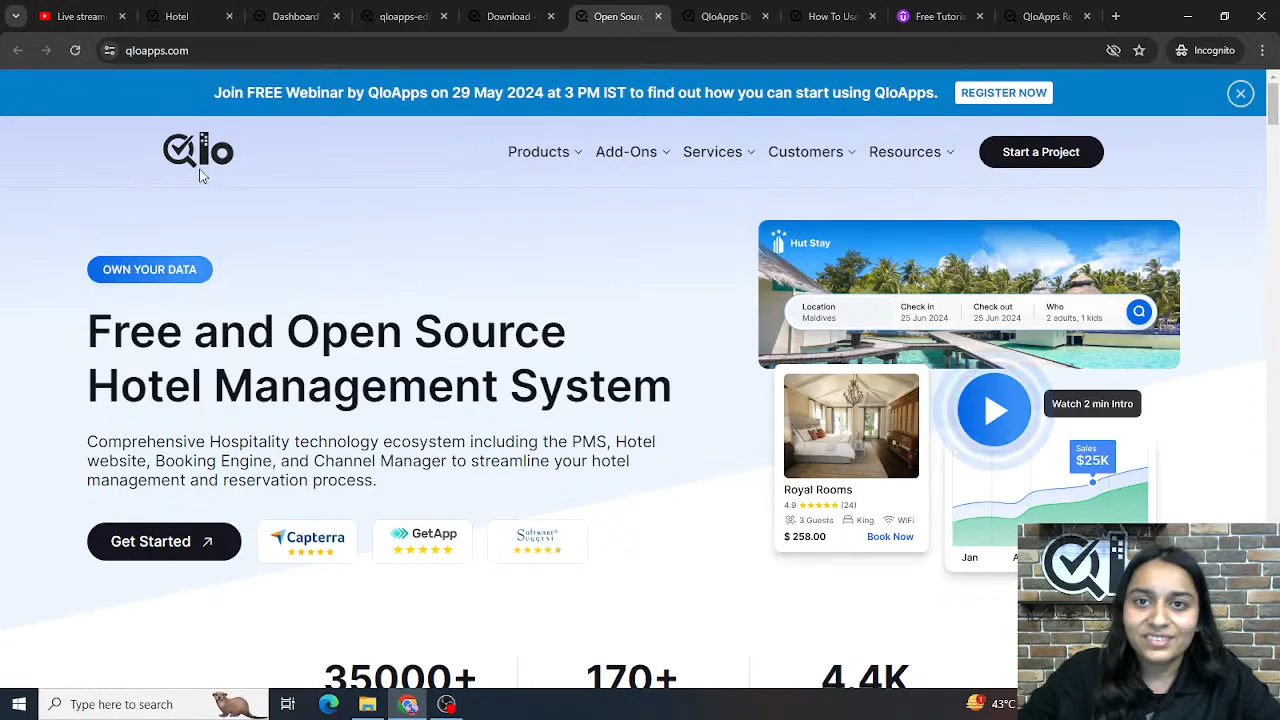 Live stream
Hotel
Dashboard
qloapps-ed
Download -
Open Sourc
QloApps De
How To Use
Free Tutoria
QloApps Re
qloapps.com
Incognito
Join FREE Webinar by QloApps on 29 May 2024 at 3 PM IST to find out how you can start using QloApps.
REGISTER NOW
Qlo
Products
Add-Ons
Services
Customers
Resources
Start a Project
OWN YOUR DATA
Free and Open Source
Hotel Management System
Comprehensive Hospitality technology ecosystem including the PMS, Hotel
website, Booking Engine, and Channel Manager to streamline your hotel
management and reservation process.
Get Started
Capterra
GetApp
Software
Suggest
Hut Stay
Location
Maldives
Check in
25 Jun 2024
Check out
25 Jun 2024
Who
2 adults, 1 kids
Royal Rooms
4.9 (24)
3 Guests King WiFi
$ 258.00
Book Now
Watch 2 min Intro
Sales
$25K
Jan
35000+
170+
4.4K
Type here to search
43°C